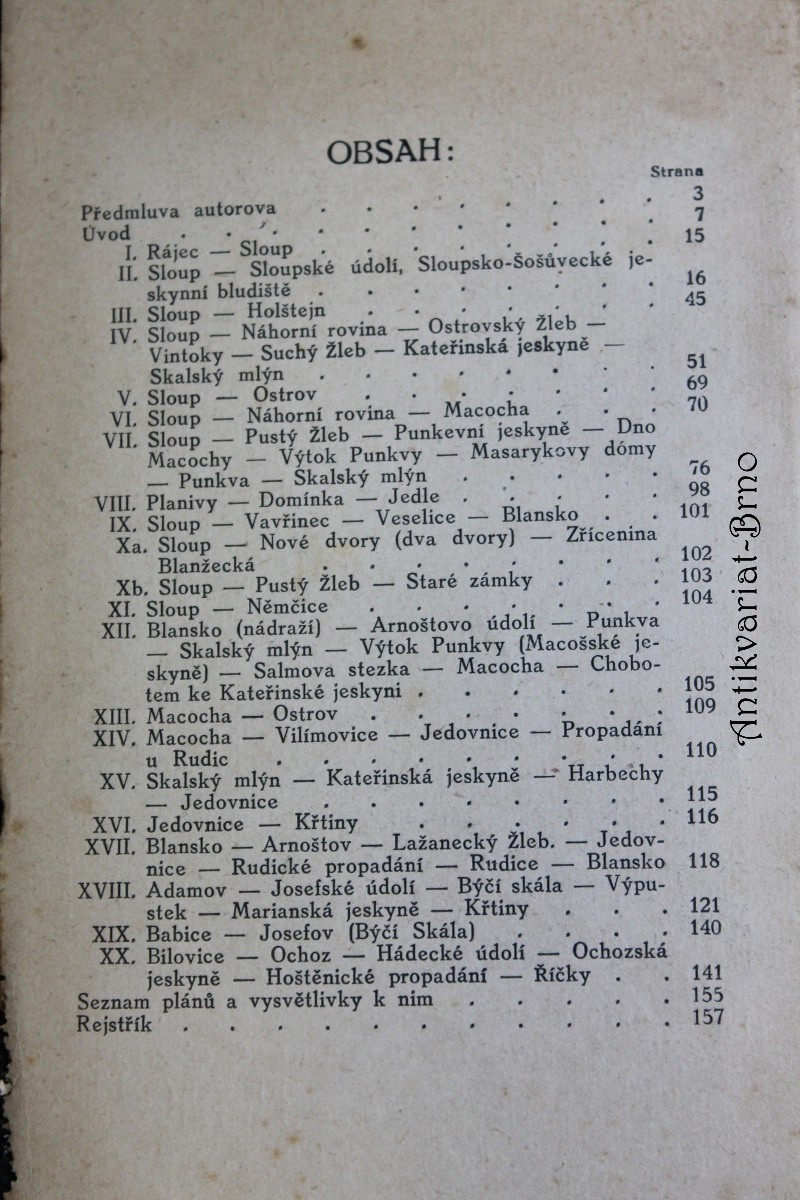 OBSAH:
Strana
Předmluva autorova . . . . . . . . 3
Úvod . . . . . . . . . . 7
I. Rájec — Sloup . . . . . . . . 15
II. Sloup — Sloupské údolí, Sloupsko-Šošůvecké je-
skynní bludiště . . . . . . . . 16
III. Sloup — Holštejn . . . . . . . 45
IV. Sloup — Náhorní rovina — Ostrovský Žleb —
Vintoky — Suchý Žleb — Kateřinská jeskyně —
Skalský mlýn . . . . . . . . 51
V. Sloup — Ostrov . . . . . . . 69
VI. Sloup — Náhorní rovina — Macocha . . . 70
VII. Sloup — Pustý Žleb — Punkevní jeskyně — Dno
Macochy — Výtok Punkvy — Masarykovy dómy
— Punkva — Skalský mlýn . . . . . 76
VIII. Planivy — Domínka — Jedle . . . . . 98
IX. Sloup — Vavřinec — Veselice — Blansko . . 101
Xa. Sloup — Nové dvory (dva dvory) — Zřícenina
Blanžecká . . . . . . . . 102
Xb. Sloup — Pustý Žleb — Staré zámky . . . 103
XI. Sloup — Němčice . . . . . . . 104
XII. Blansko (nádraží) — Arnoštovo údolí — Punkva
— Skalský mlýn — Výtok Punkvy (Macošské je-
skyně) — Salmova stezka — Macocha — Chobo-
tem ke Kateřinské jeskyni . . . . . . 105
XIII. Macocha — Ostrov . . . . . . . 109
XIV. Macocha — Vilímovice — Jedovnice — Propadání
u Rudic . . . . . . . . . 110
XV. Skalský mlýn — Kateřinská jeskyně — Harbechy
— Jedovnice . . . . . . . . 115
XVI. Jedovnice — Křtiny . . . . . . 116
XVII. Blansko — Arnoštov — Lažanecký Žleb. — Jedov-
nice — Rudické propadání — Rudice — Blansko 118
XVIII. Adamov — Josefské údolí — Býčí skála — Výpu-
stek — Marianská jeskyně — Křtiny . . . 121
XIX. Babice — Josefov (Býčí Skála) . . . . 140
XX. Bilovice — Ochoz — Hádecké údolí — Ochozská
jeskyně — Hoštěnické propadání — Říčky . . 141
Seznam plánů a vysvětlivky k nim . . . . . 155
Rejstřík . . . . . . . . . . . 157
Antikvariat-Brno